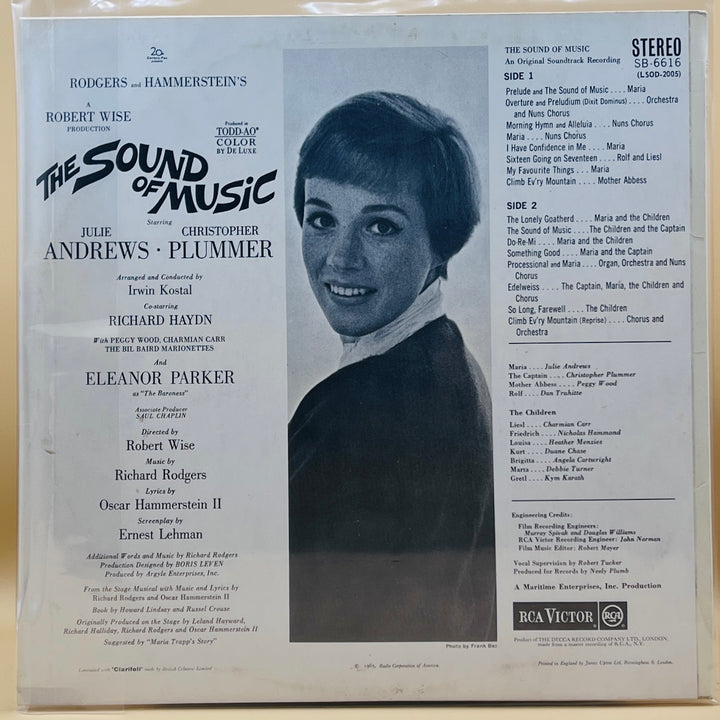 20
Century-Fox
presents
RODGERS and HAMMERSTEIN'S
A
ROBERT WISE
PRODUCTION
Produced in
TODD-AO®
COLOR
BY DE LUXE
THE SOUND
OF MUSIC
Starring
JULIE CHRISTOPHER
ANDREWS · PLUMMER
Arranged and Conducted by
Irwin Kostal
Co-starring
RICHARD HAYDN
With PEGGY WOOD, CHARMIAN CARR
THE BIL BAIRD MARIONETTES
And
ELEANOR PARKER
as "The Baroness"
Associate Producer
SAUL CHAPLIN
Directed by
Robert Wise
Music by
Richard Rodgers
Lyrics by
Oscar Hammerstein II
Screenplay by
Ernest Lehman
Additional Words and Music by Richard Rodgers
Production Designed by BORIS LEVEN
Produced by Argyle Enterprises, Inc.
From the Stage Musical with Music and Lyrics by
Richard Rodgers and Oscar Hammerstein II
Book by Howard Lindsay and Russel Crouse
Originally Produced on the Stage by Leland Hayward,
Richard Halliday, Richard Rodgers and Oscar Hammerstein II
Suggested by "Maria Trapp's Story"
Laminated with "Clarifoil" made by British Celanese Limited
Photo by Frank Bez
© 1965, Radio Corporation of America.
THE SOUND OF MUSIC
An Original Soundtrack Recording
STEREO
SB-6616
(LSOD-2005)
SIDE 1
Prelude and The Sound of Music . . . . Maria
Overture and Preludium (Dixit Dominus) . . . . Orchestra
and Nuns Chorus
Morning Hymn and Alleluia . . . . Nuns Chorus
Maria . . . . Nuns Chorus
I Have Confidence in Me . . . . Maria
Sixteen Going on Seventeen . . . . Rolf and Liesl
My Favourite Things . . . Maria
Climb Ev'ry Mountain . . . . Mother Abbess
SIDE 2
The Lonely Goatherd . . . . Maria and the Children
The Sound of Music . . . . The Children and the Captain
Do-Re-Mi . . . . Maria and the Children
Something Good . . . . Maria and the Captain
Processional and Maria . . . . Organ, Orchestra and Nuns
Chorus
Edelweiss . . . . The Captain, Maria, the Children and
Chorus
So Long, Farewell . . . . The Children
Climb Ev'ry Mountain (Reprise) . . . . Chorus and
Orchestra
Maria . . . . Julie Andrews
The Captain . . . . Christopher Plummer
Mother Abbess . . . . Peggy Wood
Rolf . . . . Dan Truhitte
The Children
Liesl . . . . Charmian Carr
Friedrich . . . . Nicholas Hammond
Louisa . . . . Heather Menzies
Kurt . . . . Duane Chase
Brigitta . . . . Angela Cartwright
Marta . . . . Debbie Turner
Gretl . . . . Kym Karath
Engineering Credits:
Film Recording Engineers:
Murray Spivak and Douglas Williams
RCA Victor Recording Engineer: John Norman
Film Music Editor: Robert Mayer
Vocal Supervision by Robert Tucker
Produced for Records by Neely Plumb
A Maritime Enterprises, Inc. Production
RCA VICTOR RCA
Product of THE DECCA RECORD COMPANY LTD., LONDON,
made from a master recording of R.C.A., N.Y.
Printed in England by James Upton Ltd. Birmingham & London.